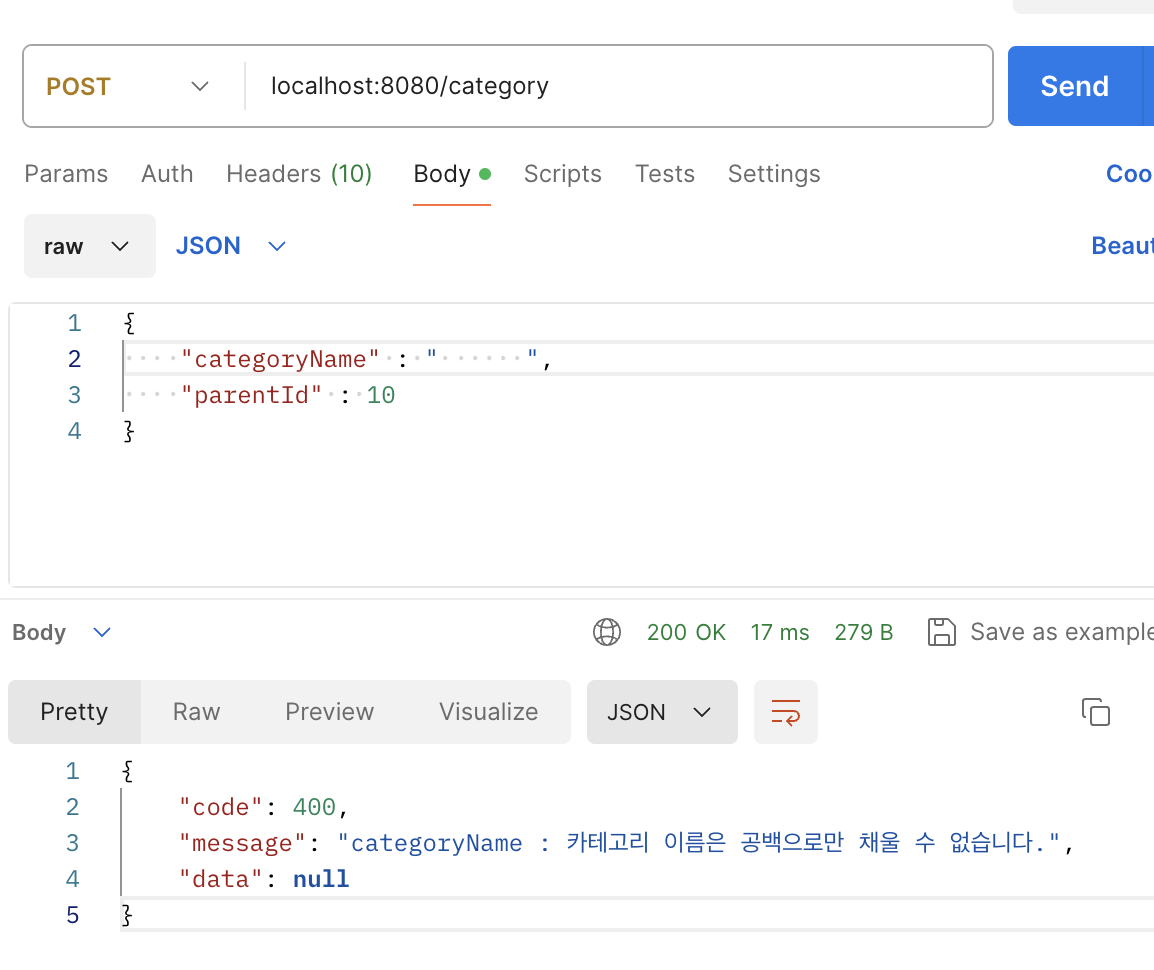 POST localhost:8080/category Send
Params Auth Headers (10) Body Scripts Tests Settings Coo
raw JSON Beaut
1 {
2 ····"categoryName"·:·"······",
3 ····"parentId"·:·10
4 }
Body 200 OK 17 ms 279 B Save as example
Pretty Raw Preview Visualize JSON
1 {
2 "code": 400,
3 "message": "categoryName : 카테고리 이름은 공백으로만 채울 수 없습니다.",
4 "data": null
5 }